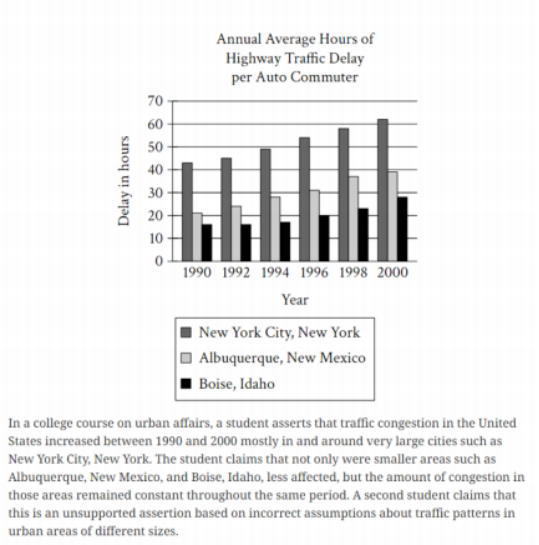 Annual Average Hours of
Highway Traffic Delay
per Auto Commuter
70
60
50
40
30
20
10
0
Delay in hours
1990 1992 1994 1996 1998 2000
Year
New York City, New York
Albuquerque, New Mexico
Boise, Idaho
In a college course on urban affairs, a student asserts that traffic congestion in the United
States increased between 1990 and 2000 mostly in and around very large cities such as
New York City, New York. The student claims that not only were smaller areas such as
Albuquerque, New Mexico, and Boise, Idaho, less affected, but the amount of congestion in
those areas remained constant throughout the same period. A second student claims that
this is an unsupported assertion based on incorrect assumptions about traffic patterns in
urban areas of different sizes.